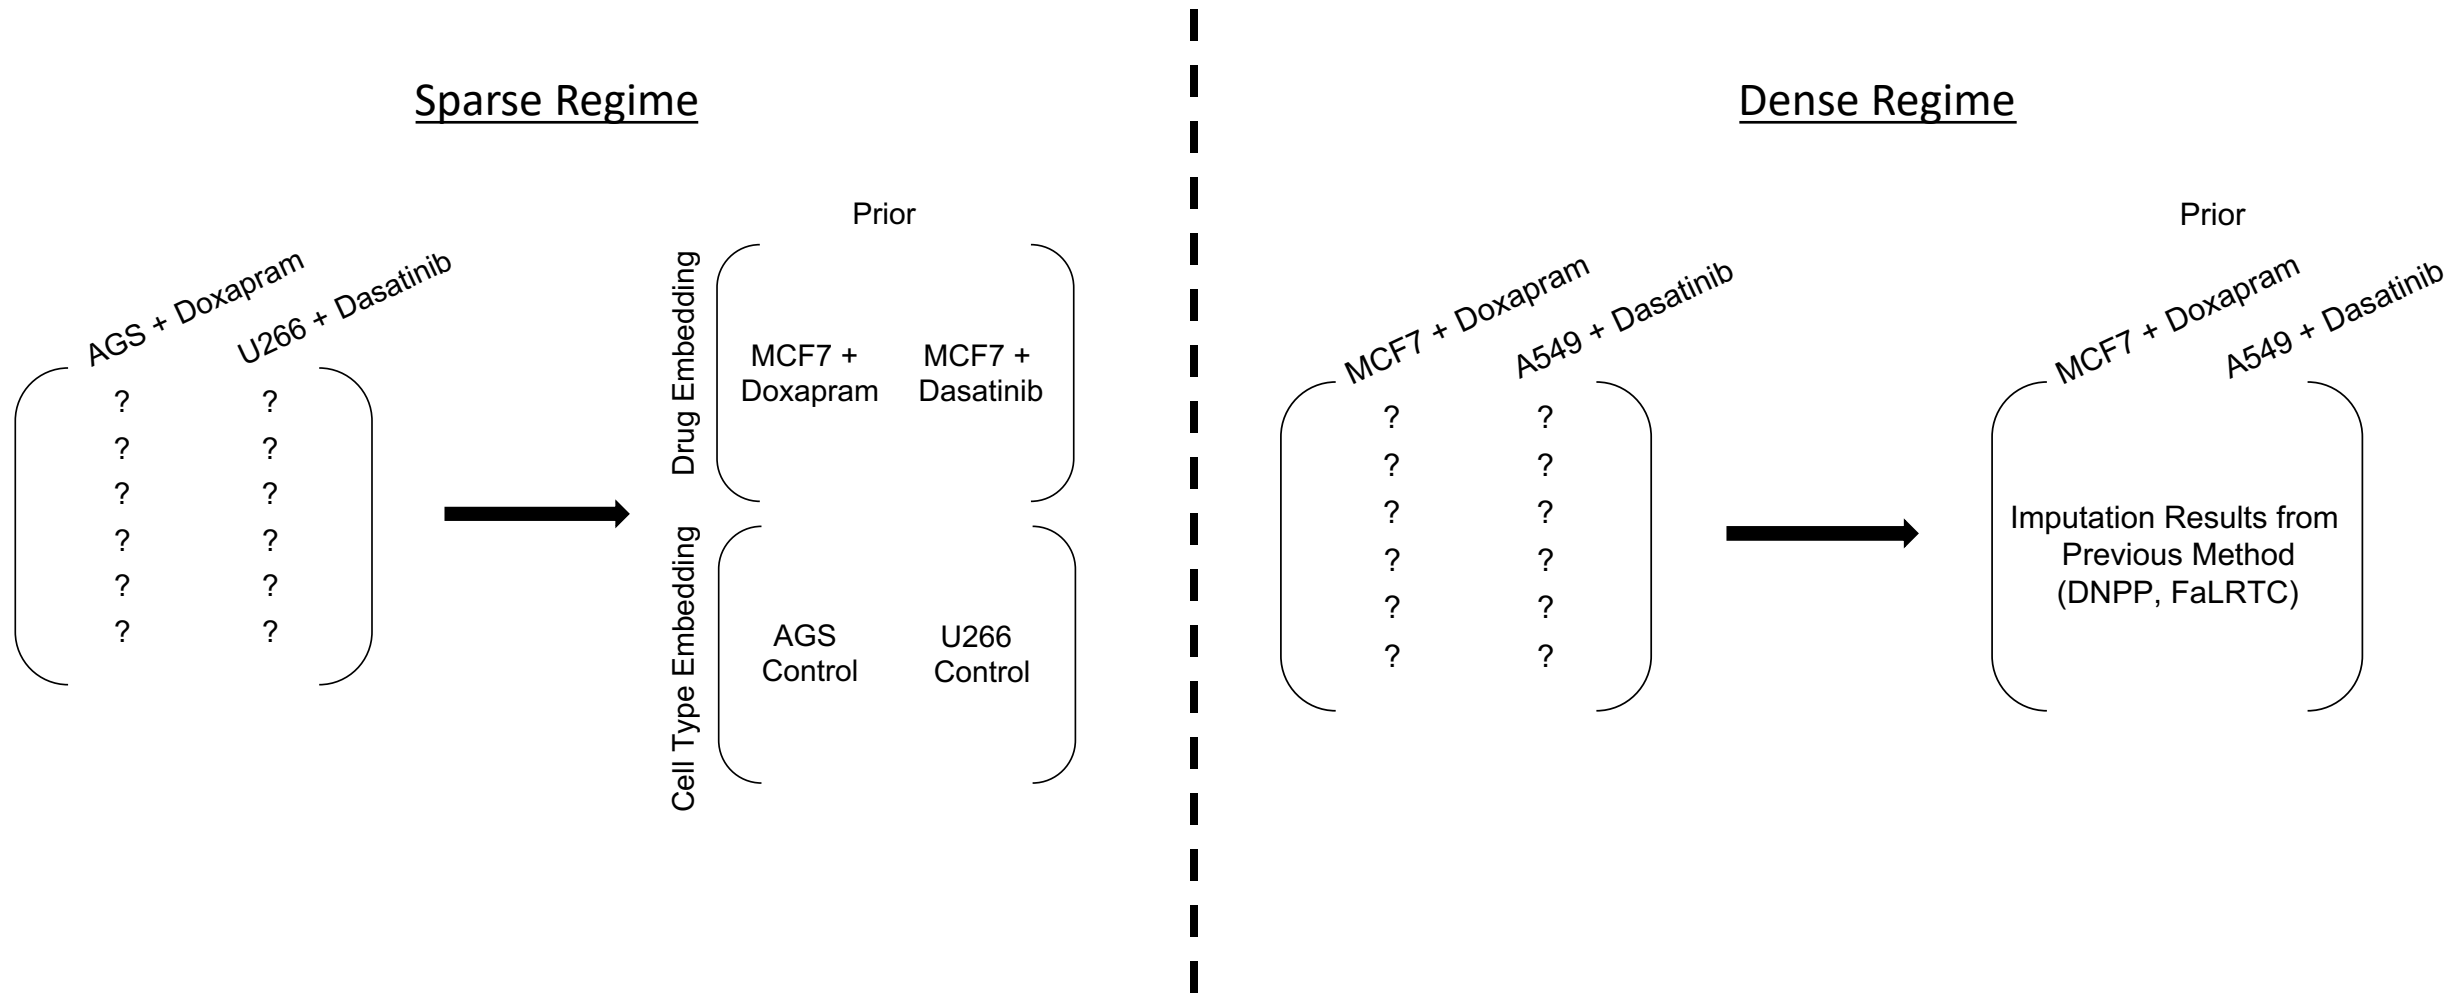 Sparse Regime
AGS + Doxapram
U266 + Dasatinib
? ?
? ?
? ?
? ?
? ?
? ?
Prior
Drug Embedding
MCF7 + MCF7 +
Doxapram Dasatinib
Cell Type Embedding
AGS U266
Control Control
Dense Regime
MCF7 + Doxapram
A549 + Dasatinib
? ?
? ?
? ?
? ?
? ?
? ?
Prior
MCF7 + Doxapram
A549 + Dasatinib
Imputation Results from
Previous Method
(DNPP, FaLRTC)